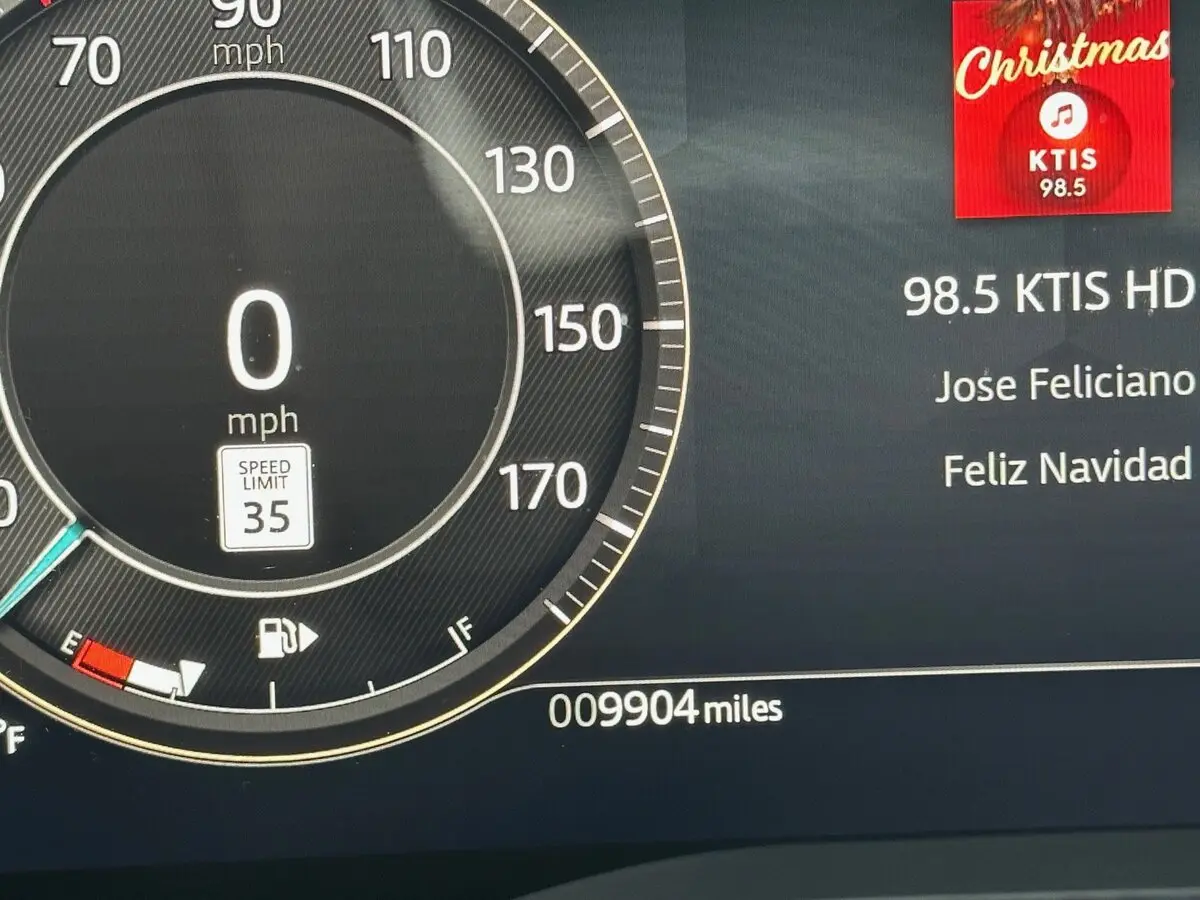 90
mph
70
110
130
150
170
0
mph
SPEED
LIMIT
35
E
F
°F
009904 miles
Christmas
KTIS
98.5
98.5 KTIS HD
Jose Feliciano
Feliz Navidad